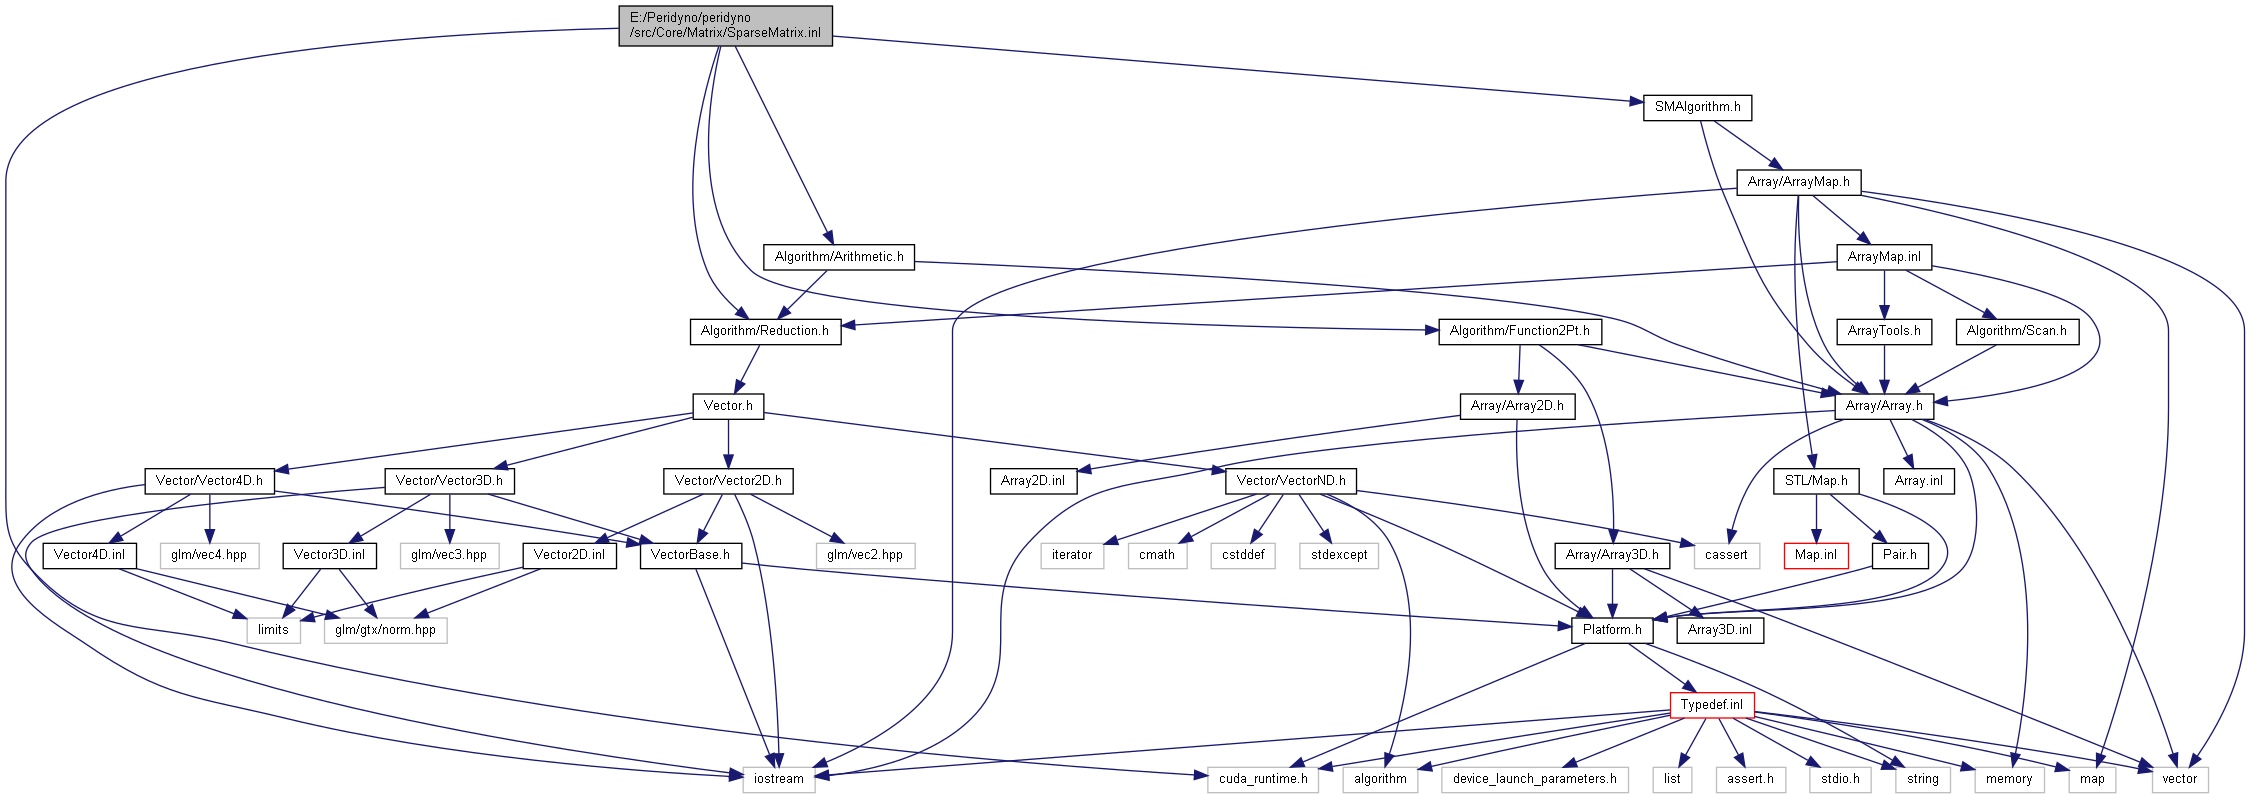 E:/Peridyno/peridyno
/src/Core/Matrix/SparseMatrix.inl
SMAlgorithm.h
Array/ArrayMap.h
Algorithm/Arithmetic.h
ArrayMap.inl
Algorithm/Reduction.h
Algorithm/Function2Pt.h
ArrayTools.h
Algorithm/Scan.h
Vector.h
Array/Array2D.h
Array/Array.h
Vector/Vector4D.h
Vector/Vector3D.h
Vector/Vector2D.h
Array2D.inl
Vector/VectorND.h
STL/Map.h
Array.inl
Vector4D.inl
glm/vec4.hpp
Vector3D.inl
glm/vec3.hpp
Vector2D.inl
VectorBase.h
glm/vec2.hpp
iterator
cmath
cstddef
stdexcept
Array/Array3D.h
cassert
Map.inl
Pair.h
limits
glm/gtx/norm.hpp
Platform.h
Array3D.inl
Typedef.inl
iostream
cuda_runtime.h
algorithm
device_launch_parameters.h
list
assert.h
stdio.h
string
memory
map
vector